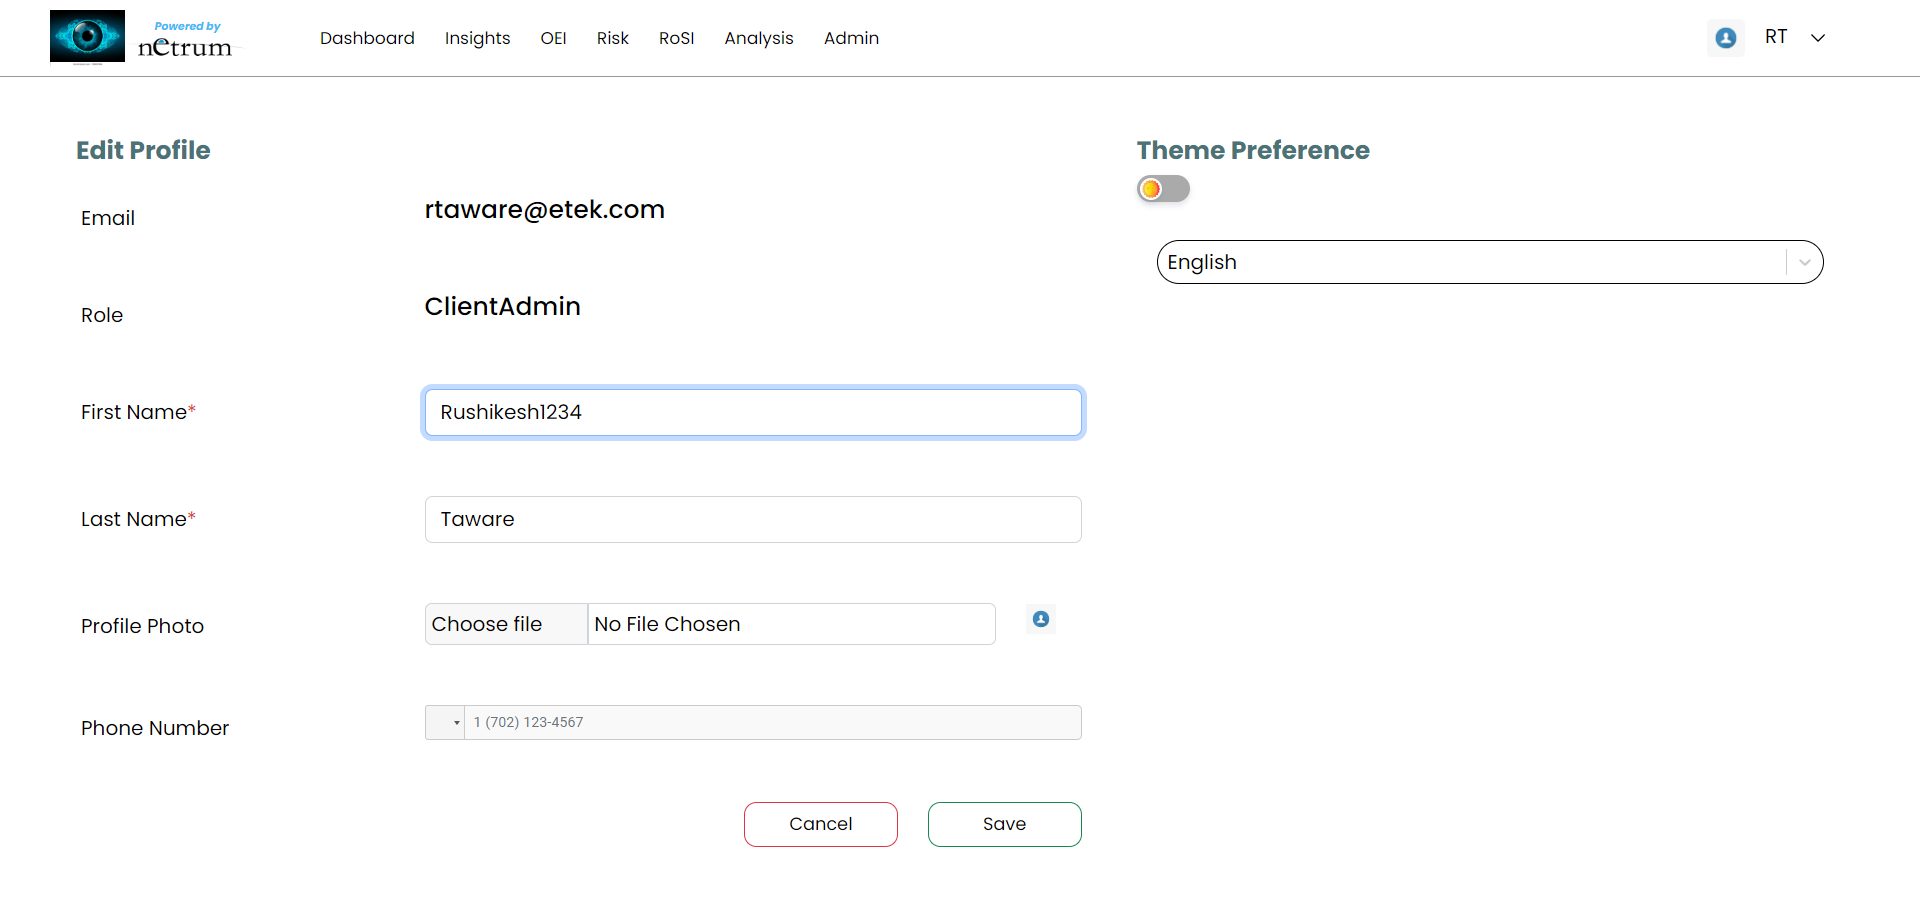 Powered by
netrum
Dashboard Insights OEI Risk RoSI Analysis Admin
RT
Edit Profile
Theme Preference
Email
rtaware@etek.com
English
Role
ClientAdmin
First Name*
Rushikesh1234
Last Name*
Taware
Profile Photo
Choose file No File Chosen
Phone Number
1 (702) 123-4567
Cancel Save